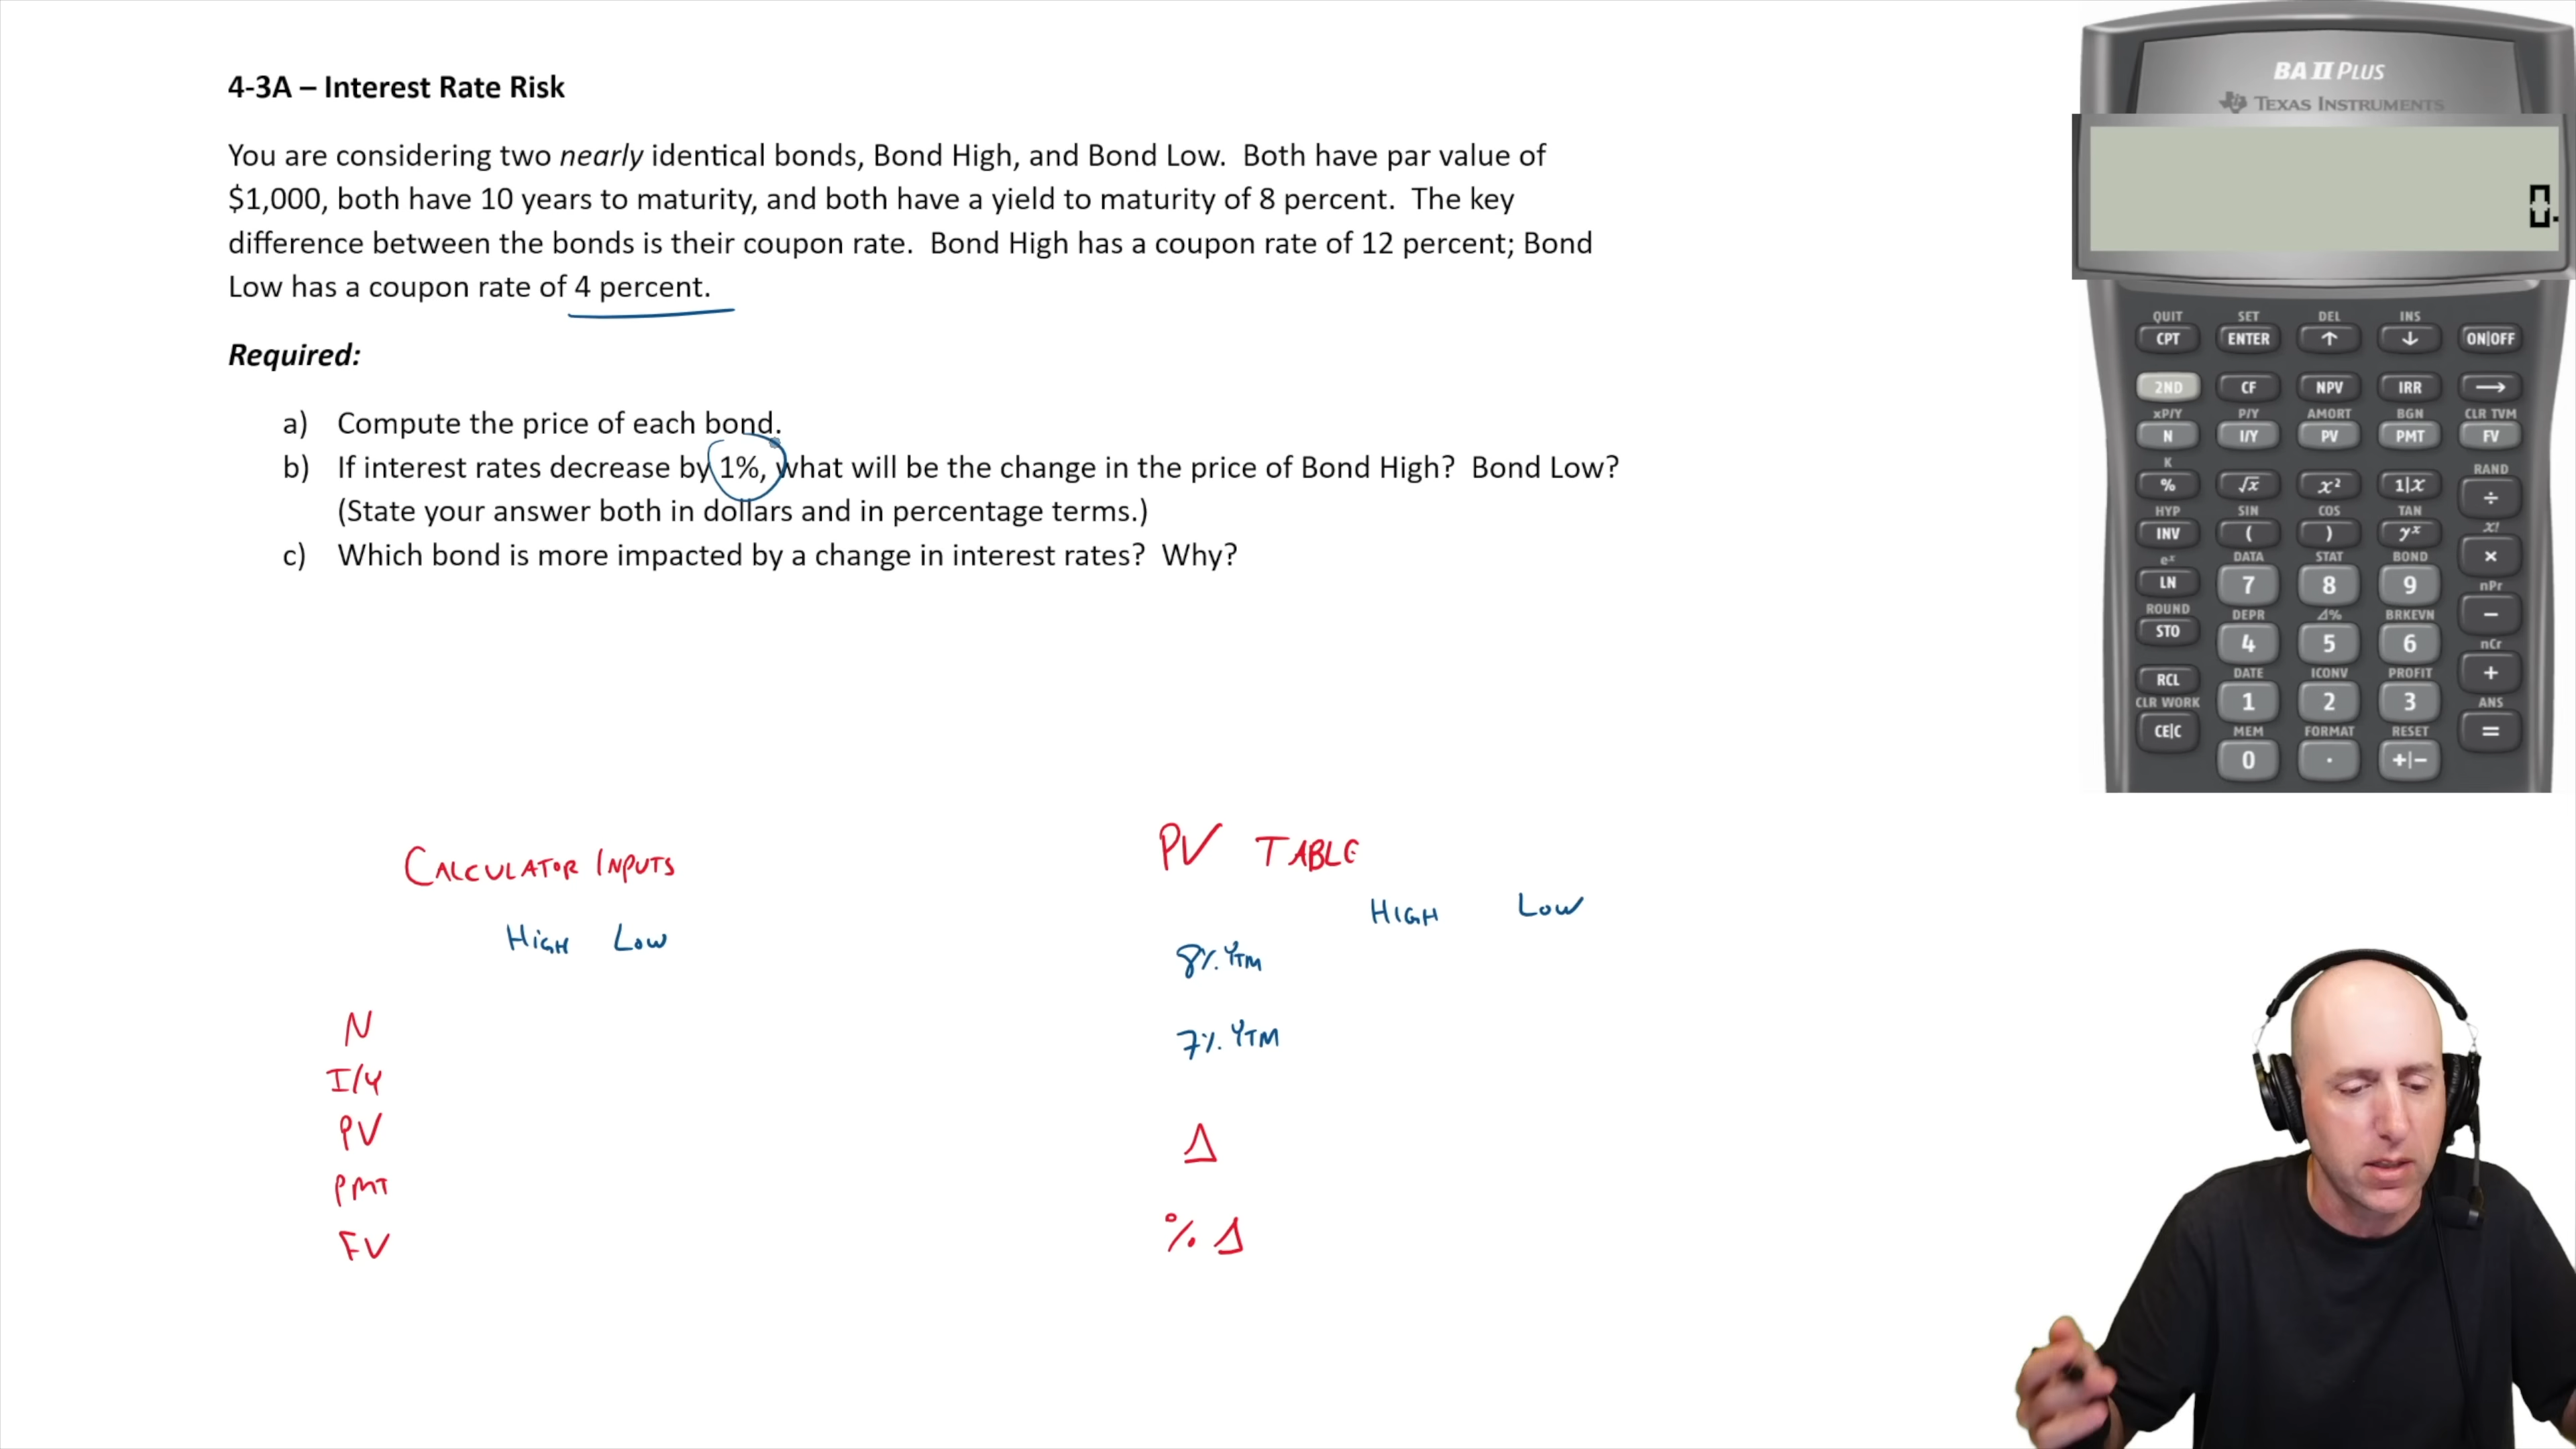 4-3A – Interest Rate Risk
You are considering two nearly identical bonds, Bond High, and Bond Low. Both have par value of
$1,000, both have 10 years to maturity, and both have a yield to maturity of 8 percent. The key
difference between the bonds is their coupon rate. Bond High has a coupon rate of 12 percent; Bond
Low has a coupon rate of 4 percent.
Required:
a) Compute the price of each bond.
b) If interest rates decrease by 1%, what will be the change in the price of Bond High? Bond Low?
(State your answer both in dollars and in percentage terms.)
c) Which bond is more impacted by a change in interest rates? Why?
CALCULATOR INPUTS
HIGH LOW
N
I/Y
PV
PMT
FV
PV TABLE
HIGH LOW
8% YTM
7% YTM
Δ
% Δ
BA II PLUS
TEXAS INSTRUMENTS
0.
QUIT SET DEL INS
CPT ENTER ↑ ↓ ON|OFF
2ND CF NPV IRR →
xP/Y P/Y AMORT BGN CLR TVM
N I/Y PV PMT FV
K RAND
% √x x² 1|x ÷
HYP SIN COS TAN x!
INV ( ) yˣ ×
eˣ DATA STAT BOND nPr
LN 7 8 9 −
ROUND DEPR Δ% BRKEVN nCr
STO 4 5 6 +
DATE ICONV PROFIT ANS
RCL 1 2 3 =
CLR WORK MEM FORMAT RESET
CE|C 0 . +|−